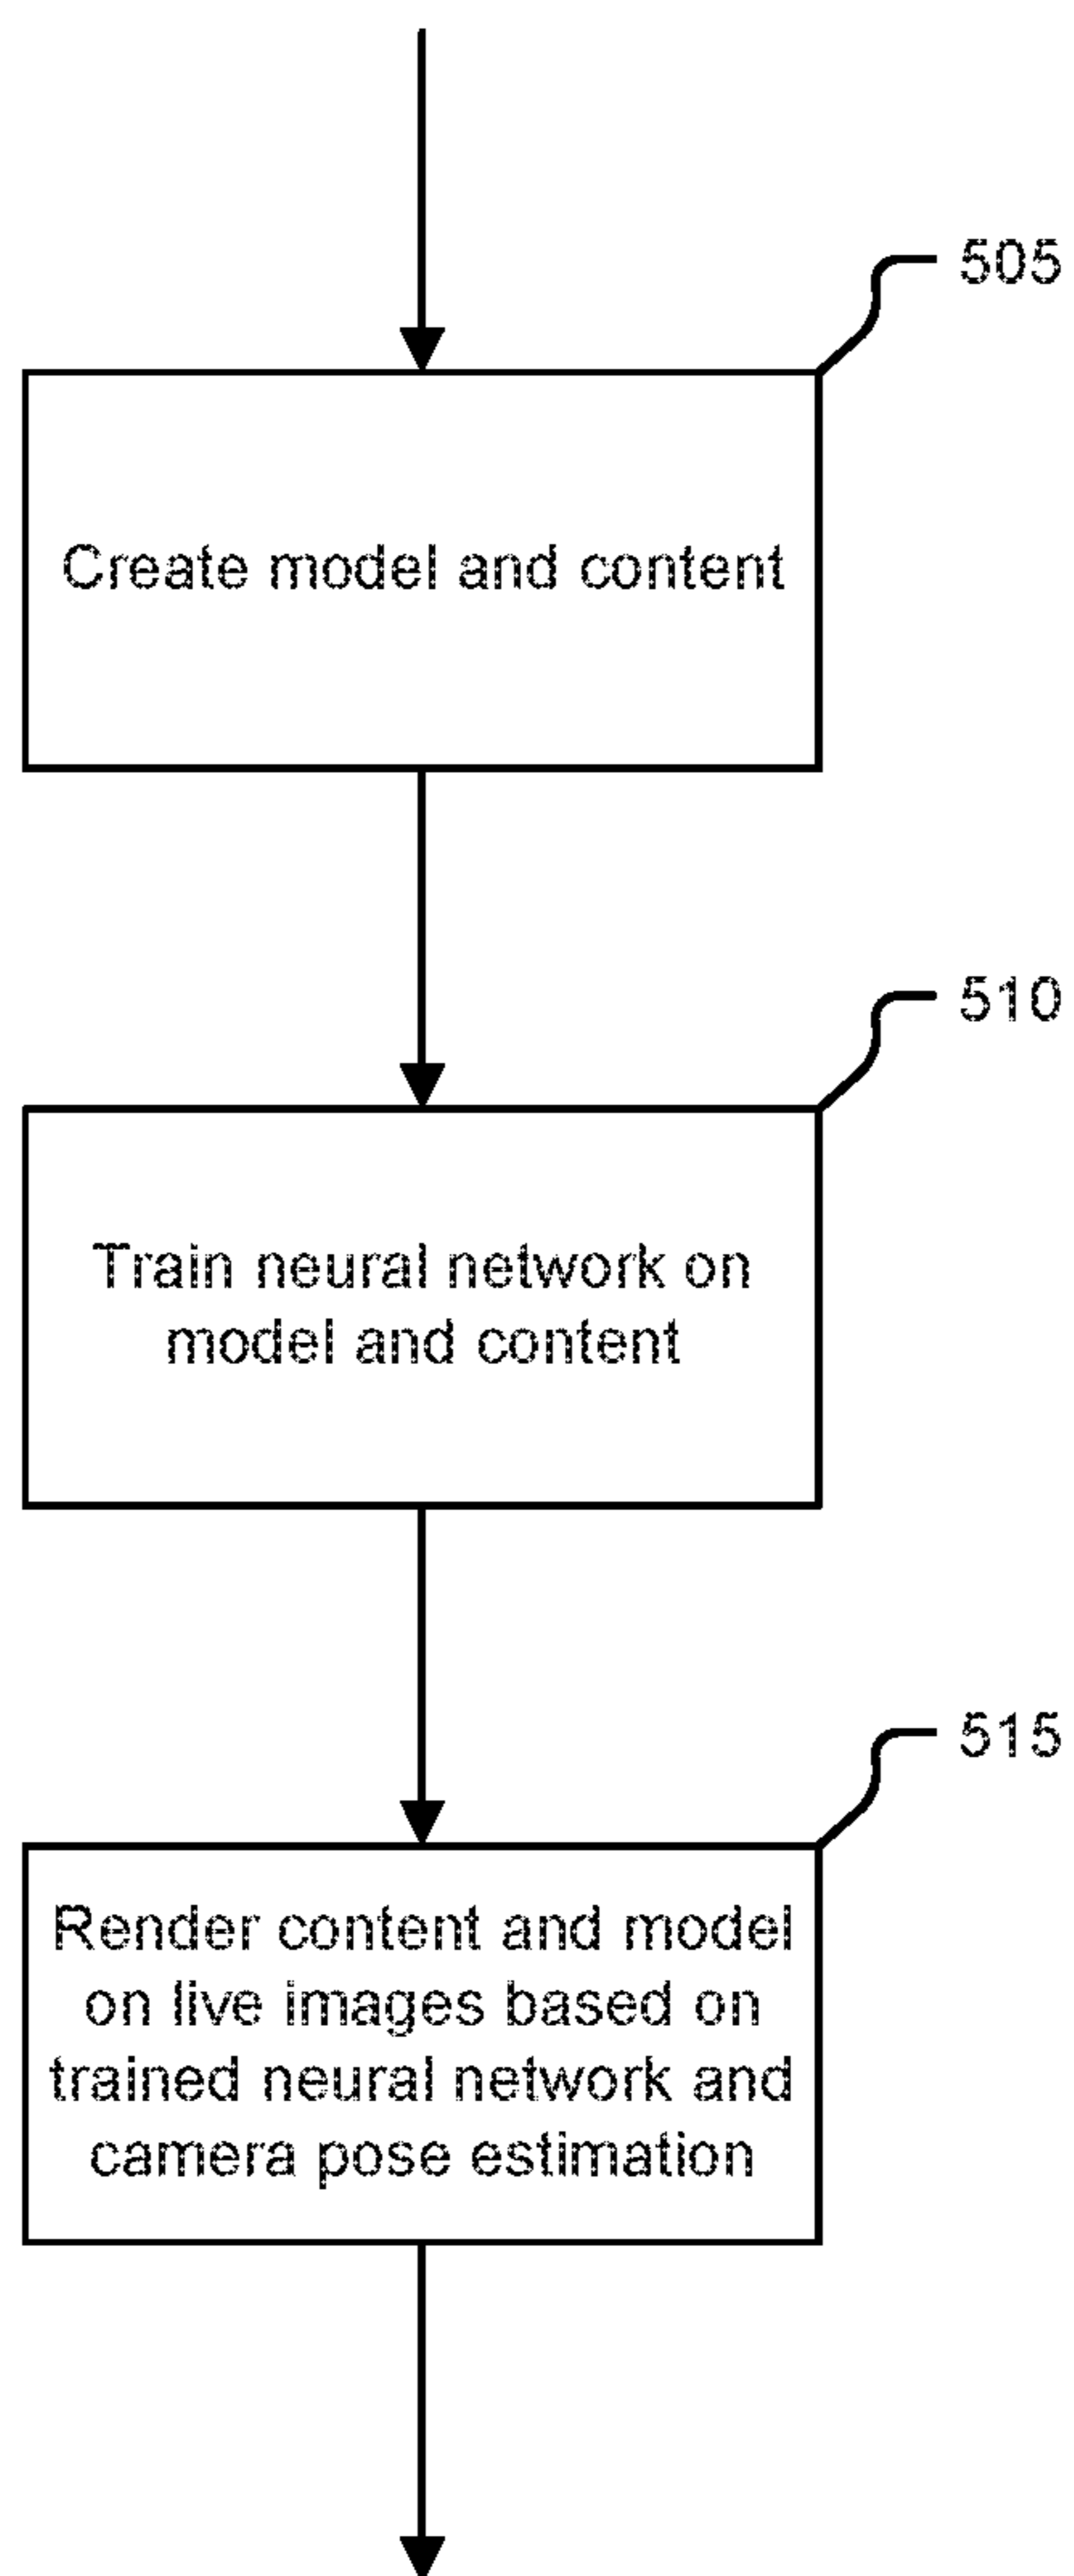 505
Create model and content
510
Train neural network on
model and content
515
Render content and model
on live images based on
trained neural network and
camera pose estimation